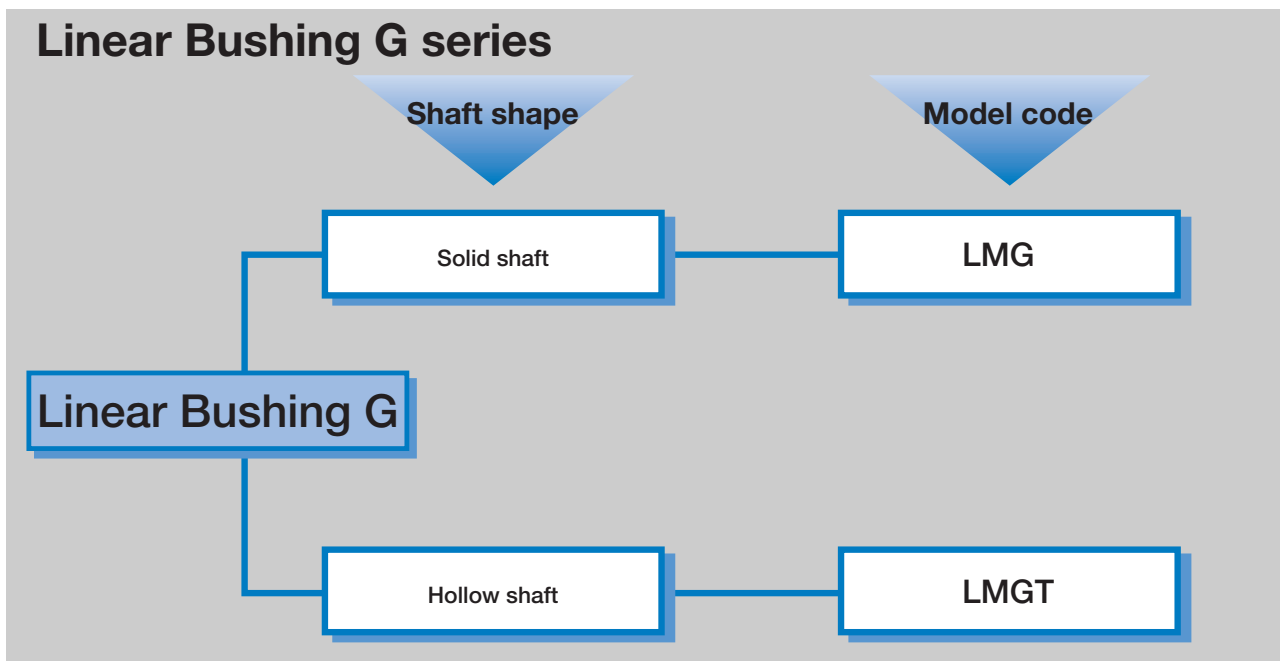 Linear Bushing G series
Shaft shape
Model code
Solid shaft
LMG
Linear Bushing G
Hollow shaft
LMGT